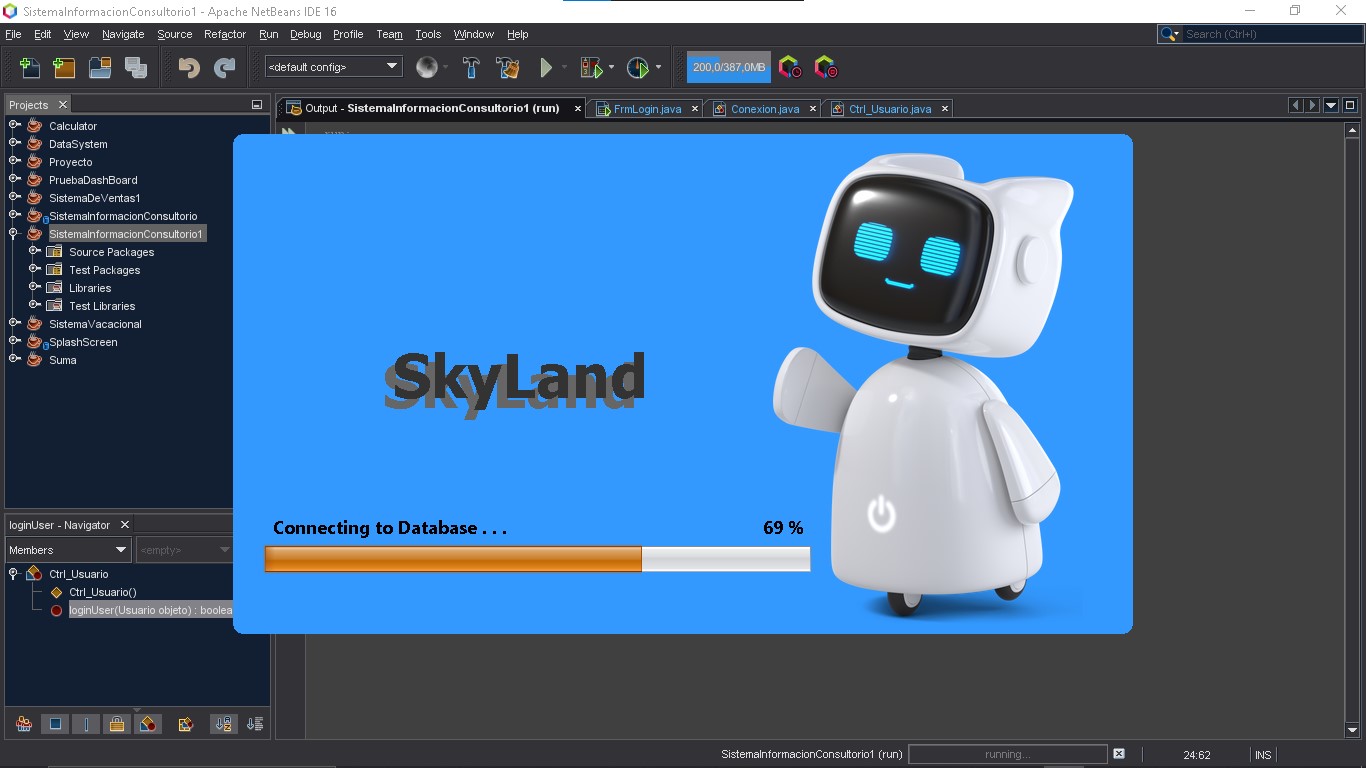 SistemaInformacionConsultorio1 - Apache NetBeans IDE 16
File Edit View Navigate Source Refactor Run Debug Profile Team Tools Window Help
Search (Ctrl+I)
<default config>
200,0/387,0MB
Projects
Output - SistemaInformacionConsultorio1 (run)
FrmLogin.java
Conexion.java
Ctrl_Usuario.java
run:
Calculator
DataSystem
Proyecto
PruebaDashBoard
SistemaDeVentas1
SistemaInformacionConsultorio
SistemaInformacionConsultorio1
Source Packages
Test Packages
Libraries
Test Libraries
SistemaVacacional
SplashScreen
Suma
SkyLand
Connecting to Database . . .
69 %
loginUser - Navigator
Members
<empty>
Ctrl_Usuario
Ctrl_Usuario()
loginUser(Usuario objeto) : boolea
SistemaInformacionConsultorio1 (run)
running...
24:62
INS